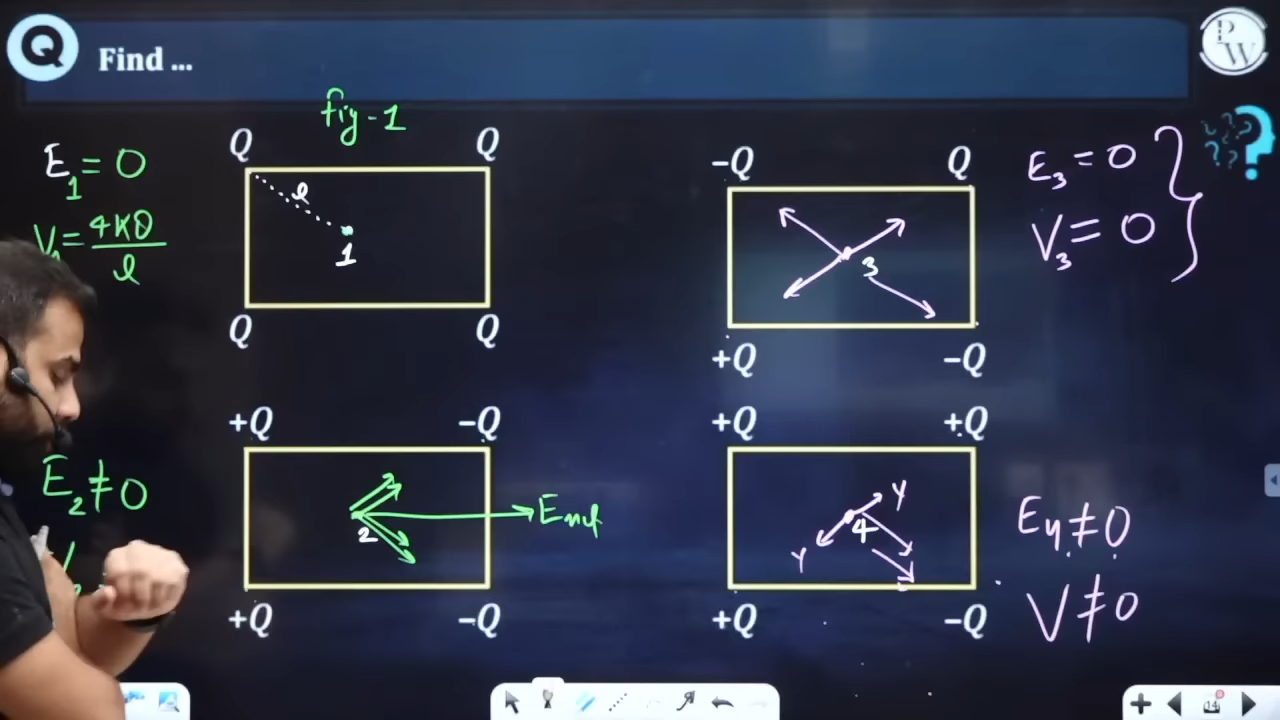 Q Find ...
P
W
fig-1
Q Q
E1 = 0
V1 = 4KQ
l
l
1
Q Q
-Q Q
E3 = 0
V3 = 0
3
+Q -Q
+Q -Q
E2 ≠ 0
Enet
2
+Q -Q
+Q +Q
Y
4
Y
E4 ≠ 0
V ≠ 0
+Q -Q